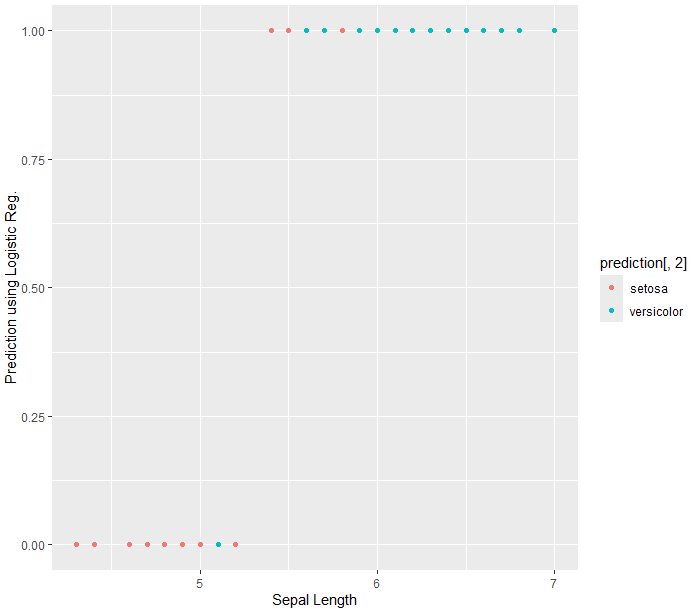 1.00
0.75
0.50
0.25
0.00
Prediction using Logistic Reg.
5
6
7
Sepal Length
prediction[, 2]
setosa
versicolor